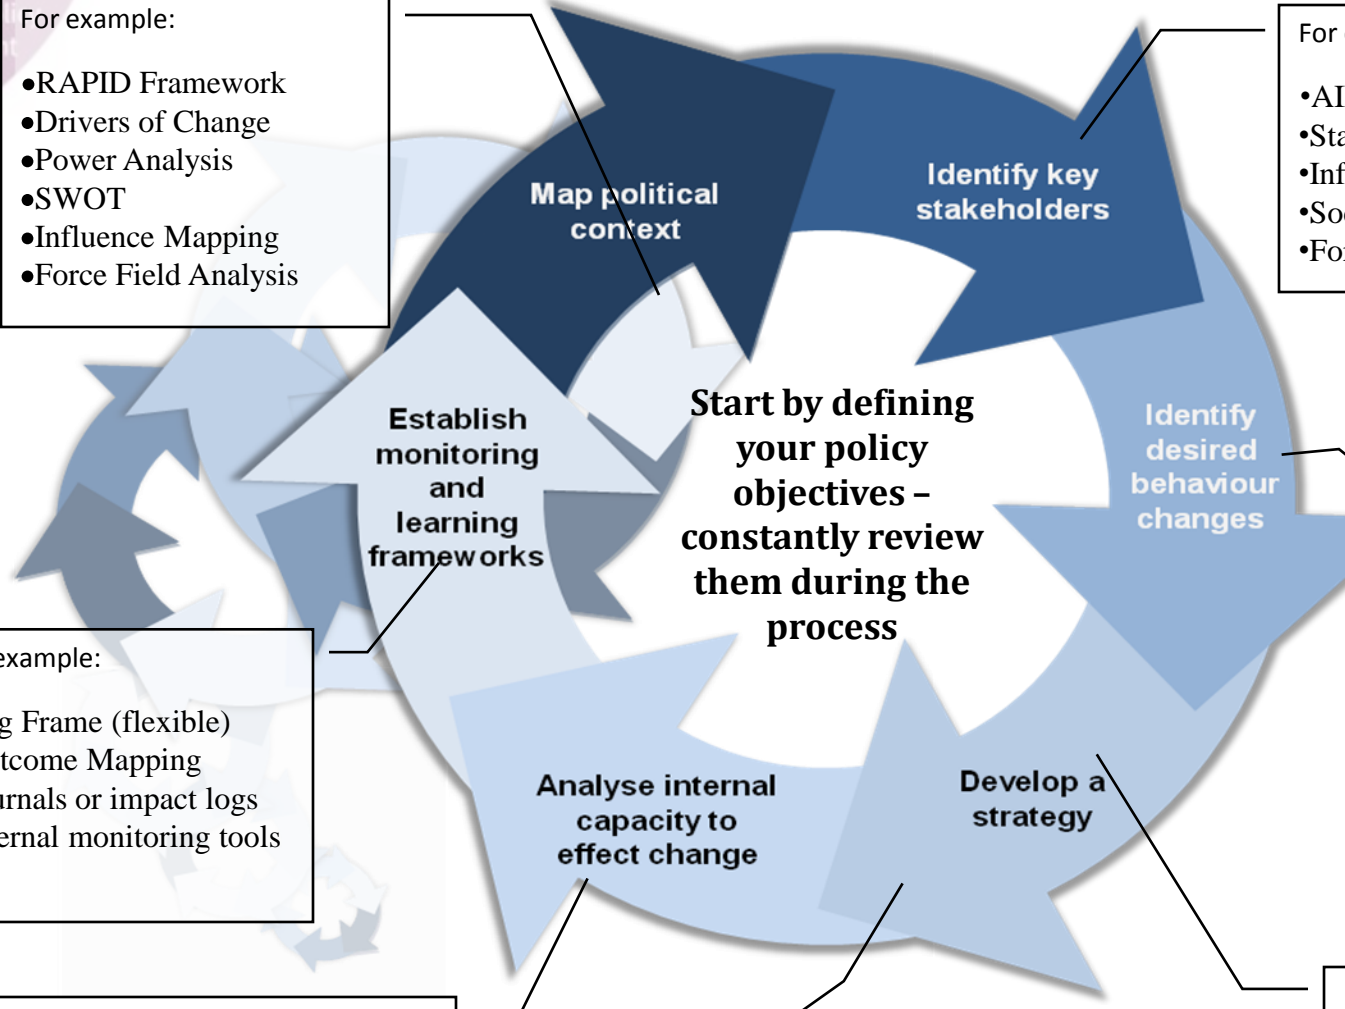 For example:
•RAPID Framework
•Drivers of Change
•Power Analysis
•SWOT
•Influence Mapping
•Force Field Analysis
For
Map political
context
Identify key
stakeholders
Identify
desired
behaviour
changes
Establish
monitoring
and
learning
frameworks
Start by defining
your policy
objectives –
constantly review
them during the
process
example:
Frame (flexible)
Mapping
or impact logs
monitoring tools
Analyse internal
capacity to
effect change
Develop a
strategy